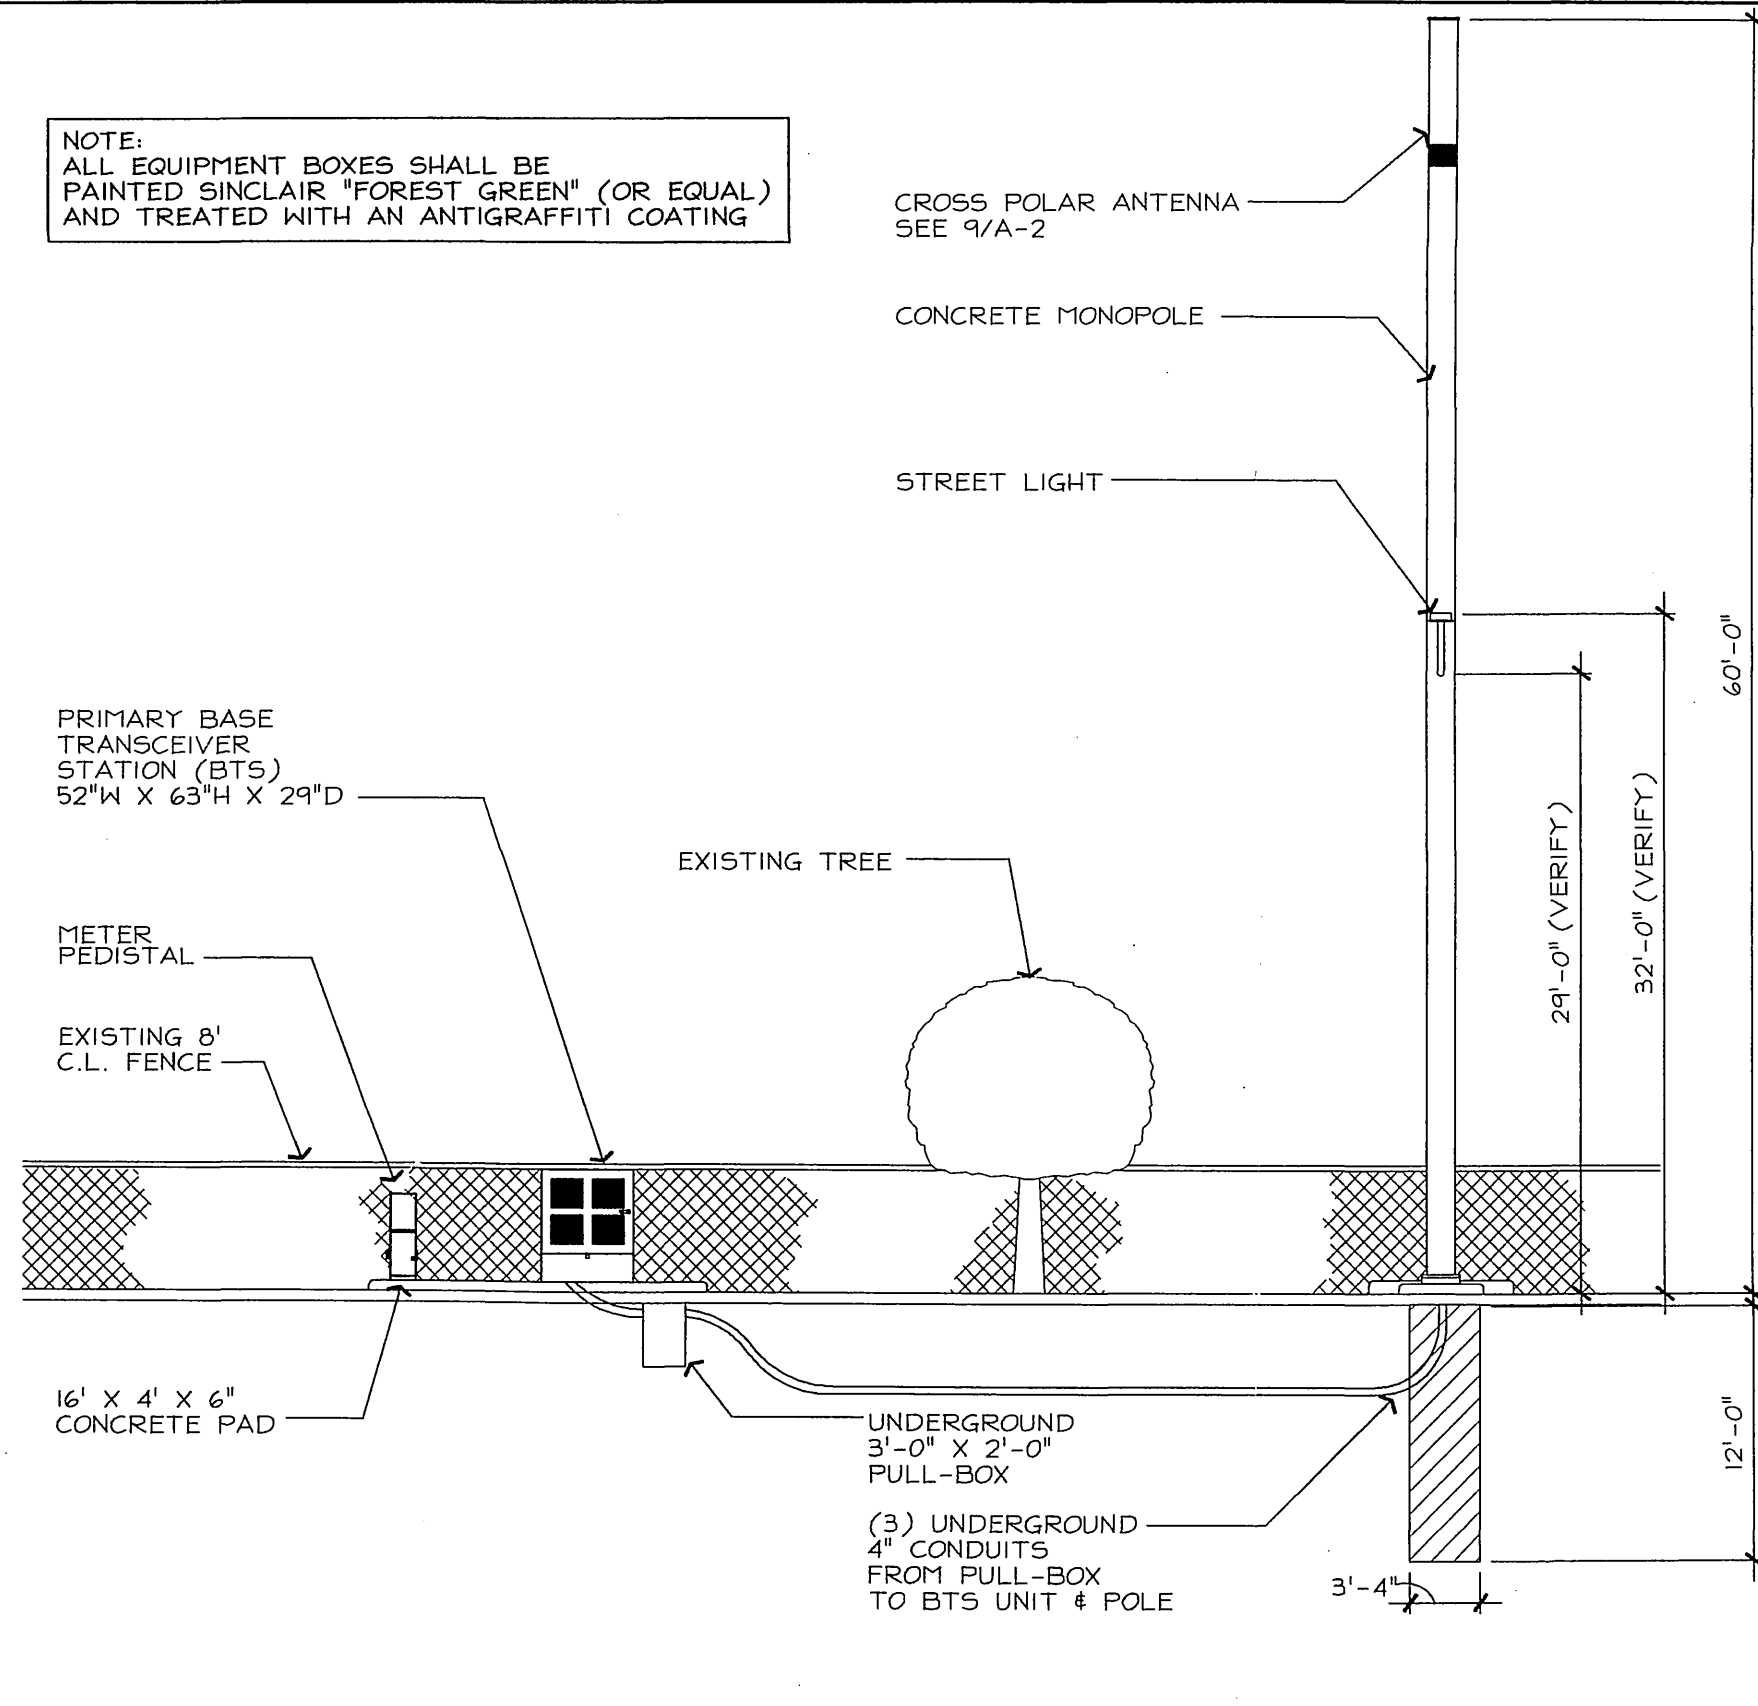 NOTE:
ALL EQUIPMENT BOXES SHALL BE
PAINTED SINCLAIR "FOREST GREEN" (OR EQUAL)
AND TREATED WITH AN ANTIGRAFFITI COATING
CROSS POLAR ANTENNA
SEE 9/A-2
CONCRETE MONOPOLE
STREET LIGHT
60'-0"
PRIMARY BASE
TRANSCEIVER
STATION (BTS)
52"W X 63"H X 29"D
EXISTING TREE
29'-0" (VERIFY)
32'-0" (VERIFY)
METER
PEDISTAL
EXISTING 8'
C.L. FENCE
16' X 4' X 6"
CONCRETE PAD
UNDERGROUND
3'-0" X 2'-0"
PULL-BOX
12'-0"
(3) UNDERGROUND
4" CONDUITS
FROM PULL-BOX
TO BTS UNIT & POLE
3'-4"